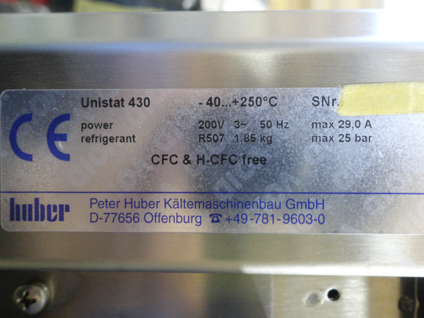 Unistat 430 - 40...+250°C SNr.
power 200V 3~ 50 Hz max 29,0 A
refrigerant R507 1.85 kg max 25 bar
CFC & H-CFC free
CE
huber Peter Huber Kältemaschinenbau GmbH
D-77656 Offenburg ☎+49-781-9603-0